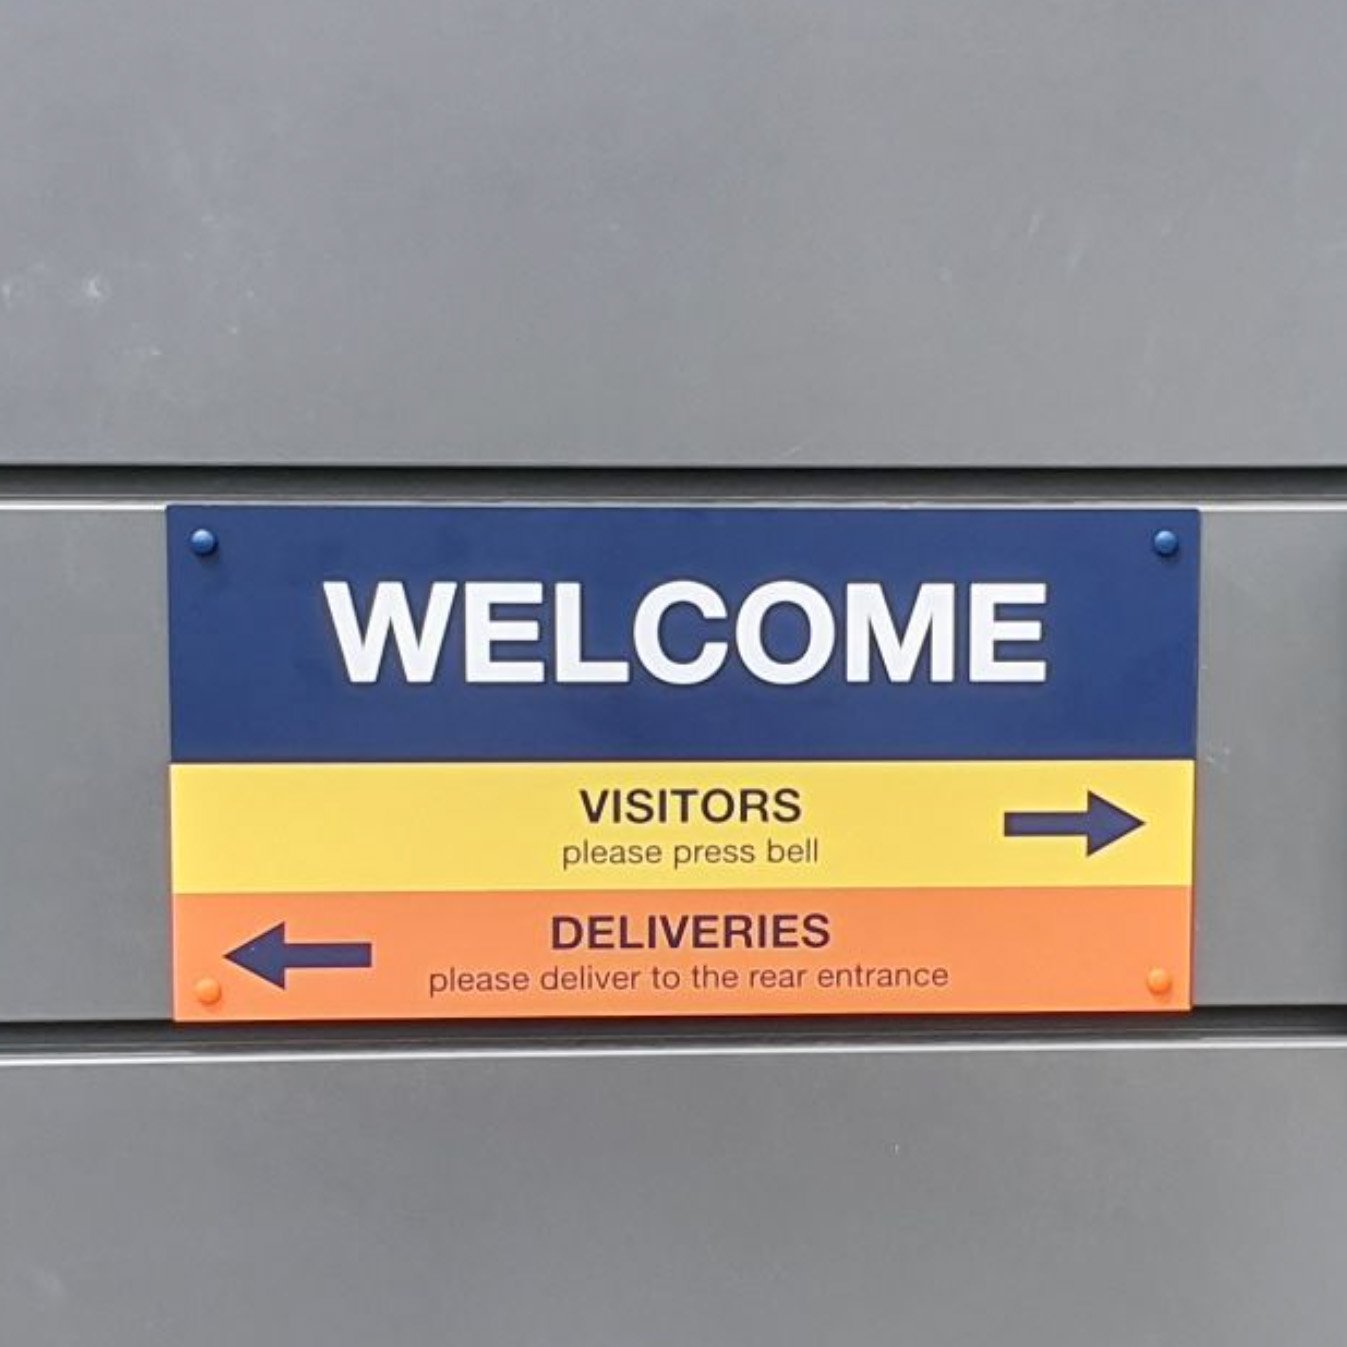 WELCOME
VISITORS
please press bell
DELIVERIES
please deliver to the rear entrance